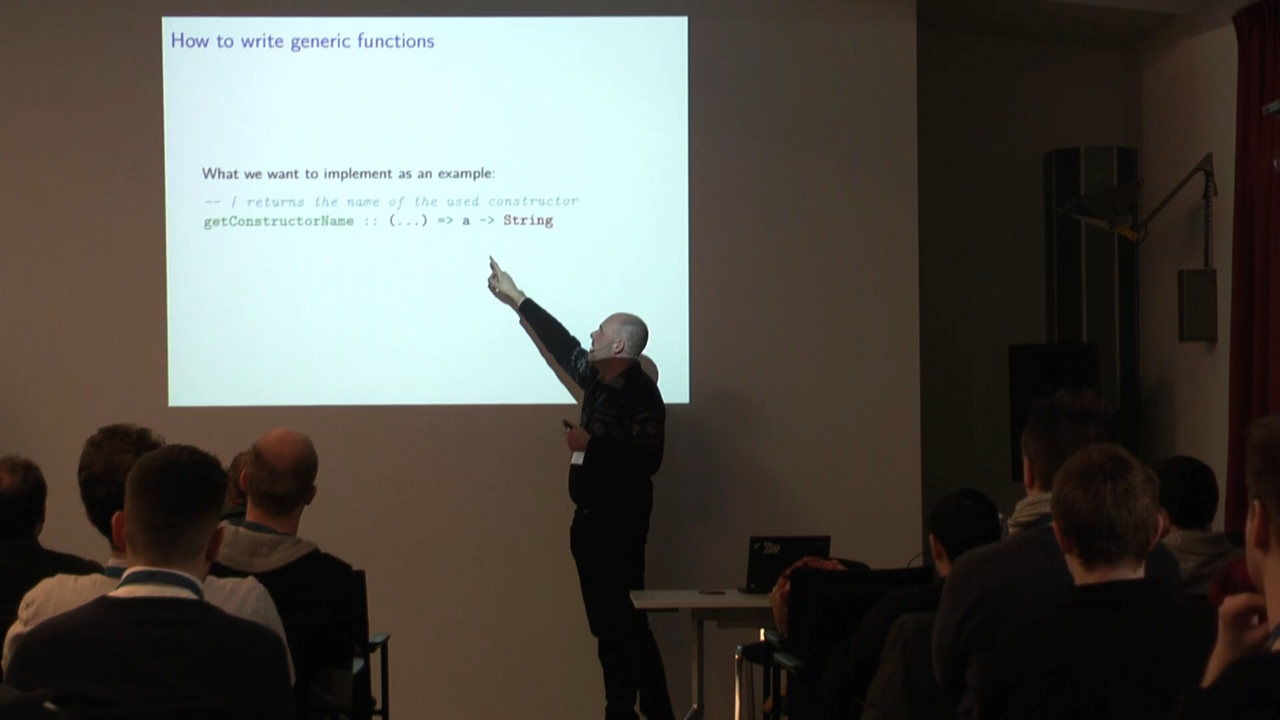 How to write generic functions
What we want to implement as an example:
-- | returns the name of the used constructor
getConstructorName :: (...) => a -> String